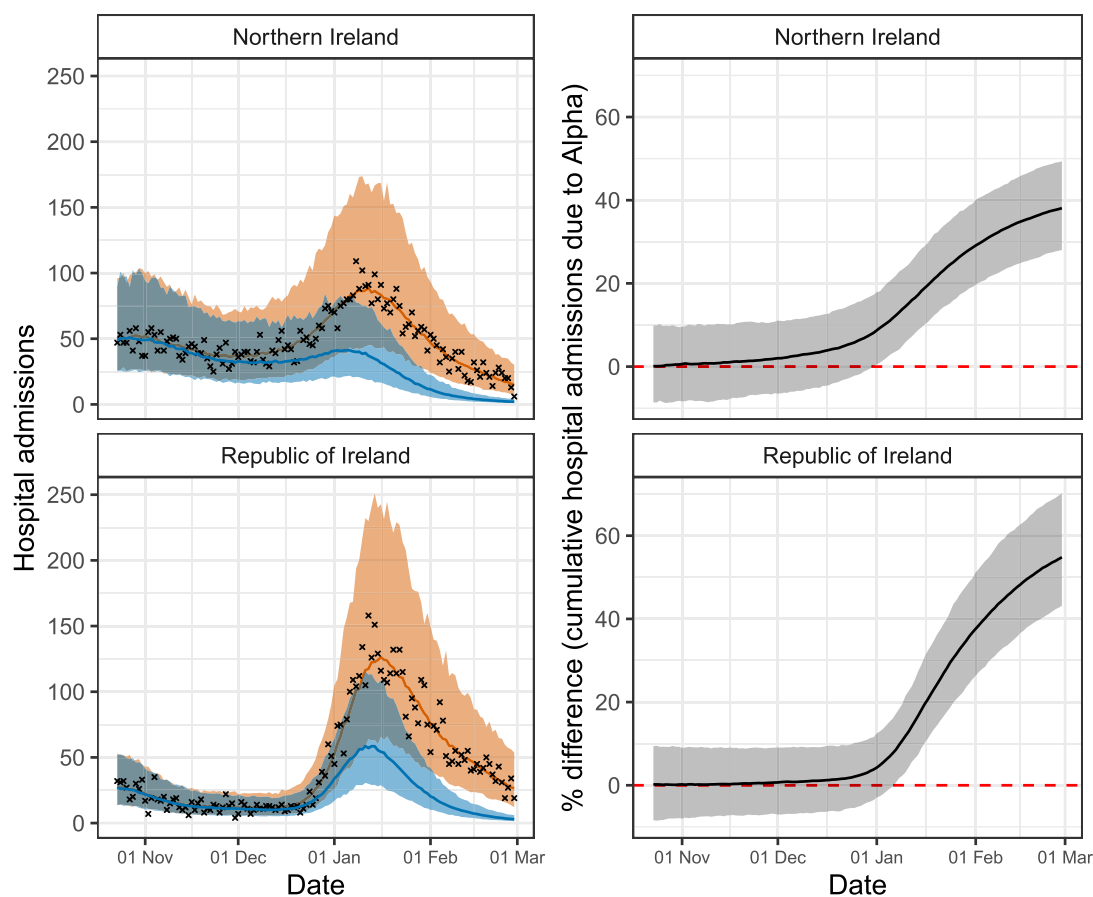 Northern Ireland
250
200
150
100
50
0
Republic of Ireland
250
200
150
100
50
0
Hospital admissions
01 Nov 01 Dec 01 Jan 01 Feb 01 Mar
Date
Northern Ireland
60
40
20
0
Republic of Ireland
60
40
20
0
% difference (cumulative hospital admissions due to Alpha)
01 Nov 01 Dec 01 Jan 01 Feb 01 Mar
Date